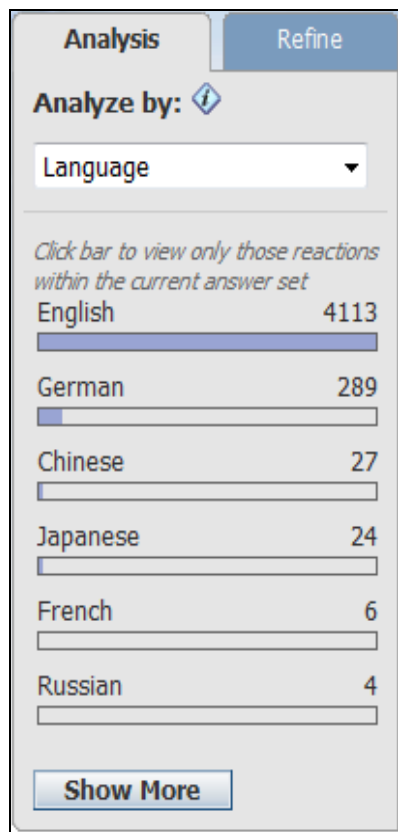 Analysis Refine
Analyze by:
Language
Click bar to view only those reactions
within the current answer set
English 4113
German 289
Chinese 27
Japanese 24
French 6
Russian 4
Show More